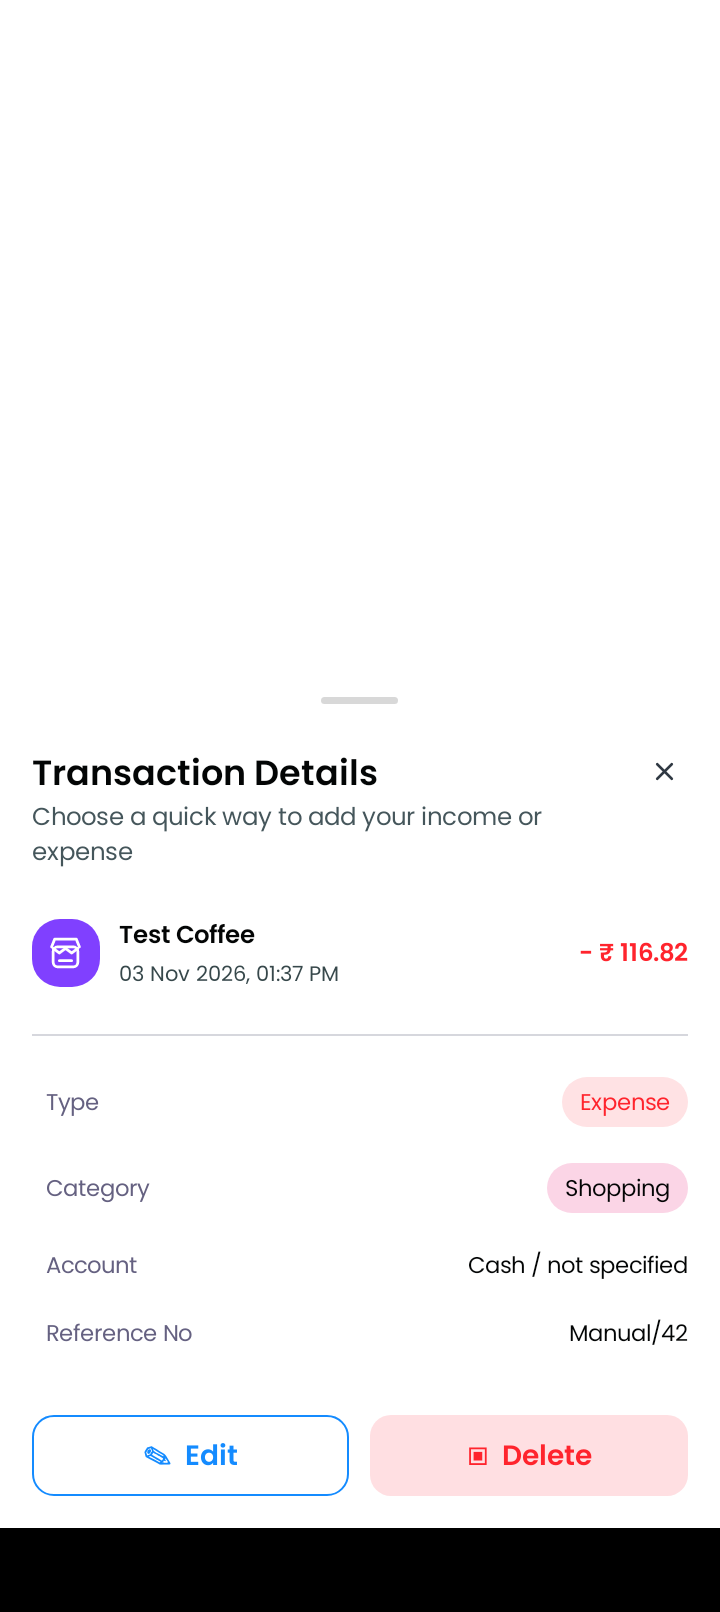 Transaction Details
Choose a quick way to add your income or
expense
Test Coffee
03 Nov 2026, 01:37 PM
- ₹ 116.82
Type
Expense
Category
Shopping
Account
Cash / not specified
Reference No
Manual/42
Edit
Delete